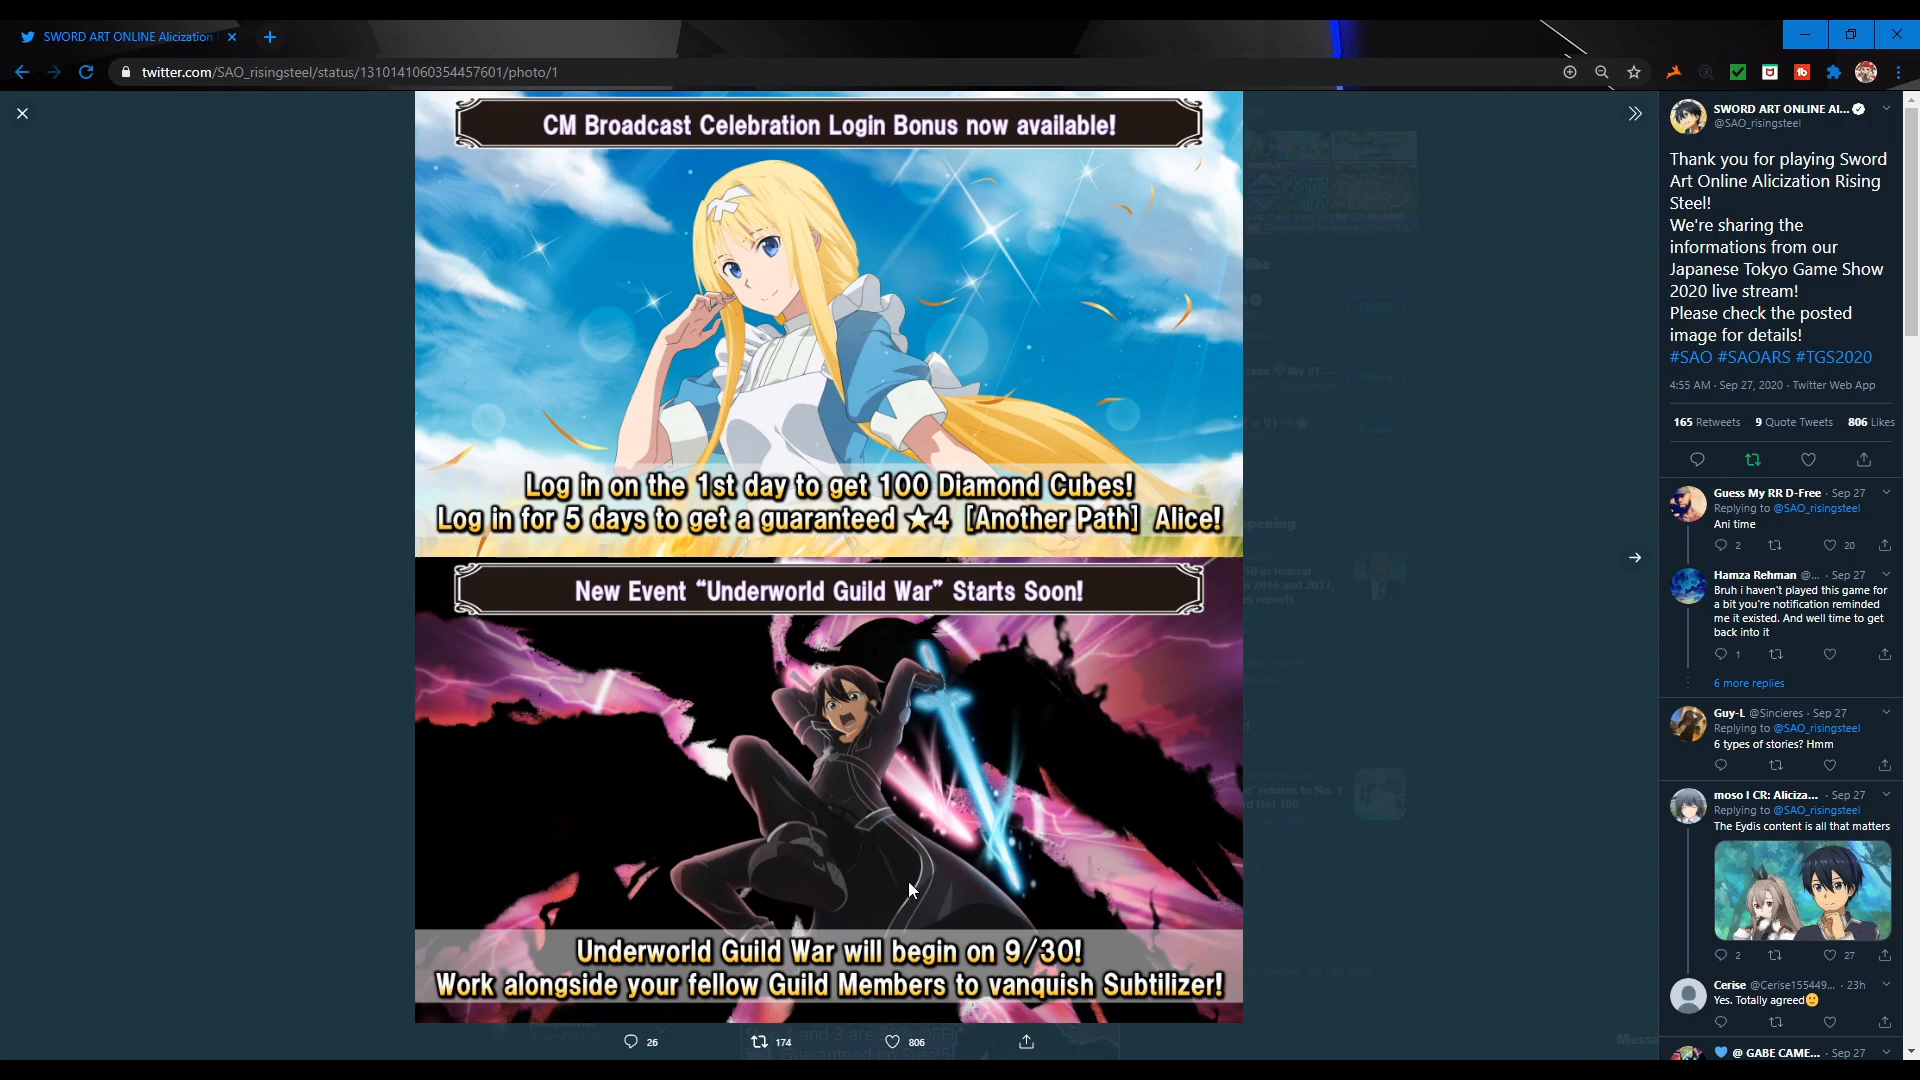 SWORD ART ONLINE Alicization
twitter.com/SAO_risingsteel/status/1310141060354457601/photo/1
CM Broadcast Celebration Login Bonus now available!
Log in on the 1st day to get 100 Diamond Cubes!
Log in for 5 days to get a guaranteed ★4 [Another Path] Alice!
New Event “Underworld Guild War” Starts Soon!
Underworld Guild War will begin on 9/30!
Work alongside your fellow Guild Members to vanquish Subtilizer!
26
174
806
SWORD ART ONLINE Al...
@SAO_risingsteel
Thank you for playing Sword
Art Online Alicization Rising
Steel!
We're sharing the
informations from our
Japanese Tokyo Game Show
2020 live stream!
Please check the posted
image for details!
#SAO #SAOARS #TGS2020
4:55 AM · Sep 27, 2020 · Twitter Web App
165 Retweets 9 Quote Tweets 806 Likes
Guess My RR D-Free · Sep 27
Replying to @SAO_risingsteel
Ani time
2 20
Hamza Rehman @... · Sep 27
Bruh i haven't played this game for
a bit you're notification reminded
me it existed. And well time to get
back into it
1
6 more replies
Guy-L @Sincieres · Sep 27
Replying to @SAO_risingsteel
6 types of stories? Hmm
moso I CR: Aliciza... · Sep 27
Replying to @SAO_risingsteel
The Eydis content is all that matters
2 27
Cerise @Cerise155449... · 23h
Yes. Totally agreed🙂
💙 @ GABE CAME... · Sep 27